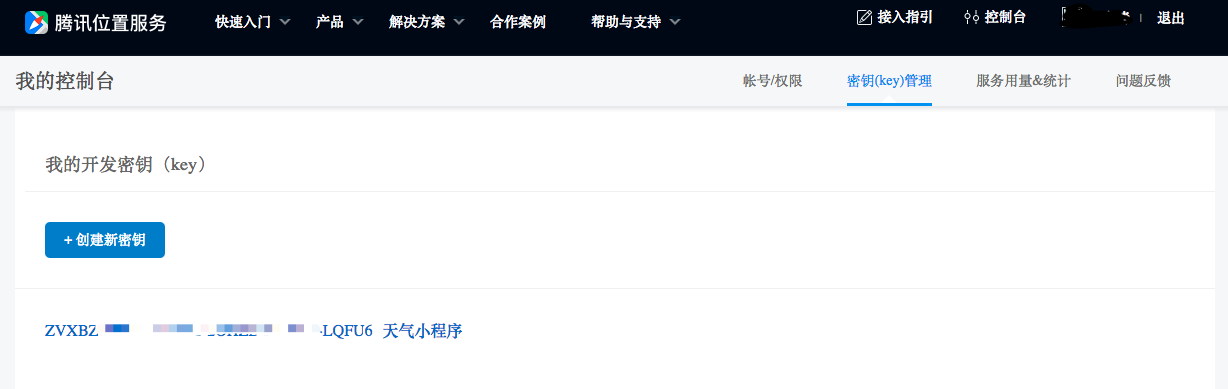 腾讯位置服务 快速入门 产品 解决方案 合作案例 帮助与支持 接入指引 控制台 退出
我的控制台 帐号/权限 密钥(key)管理 服务用量&统计 问题反馈
我的开发密钥（key）
+ 创建新密钥
ZVXBZ LQFU6 天气小程序